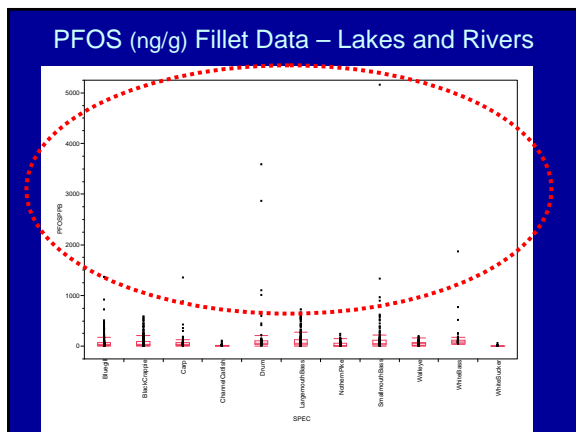 PFOS (ng/g) Fillet Data – Lakes and Rivers
5000
4000
3000
2000
1000
0
PFOSPPB
Bluegill
BlackCrappie
Carp
ChannelCatfish
Drum
LargemouthBass
NothernPike
SmallmouthBass
Walleye
WhiteBass
WhiteSucker
SPEC